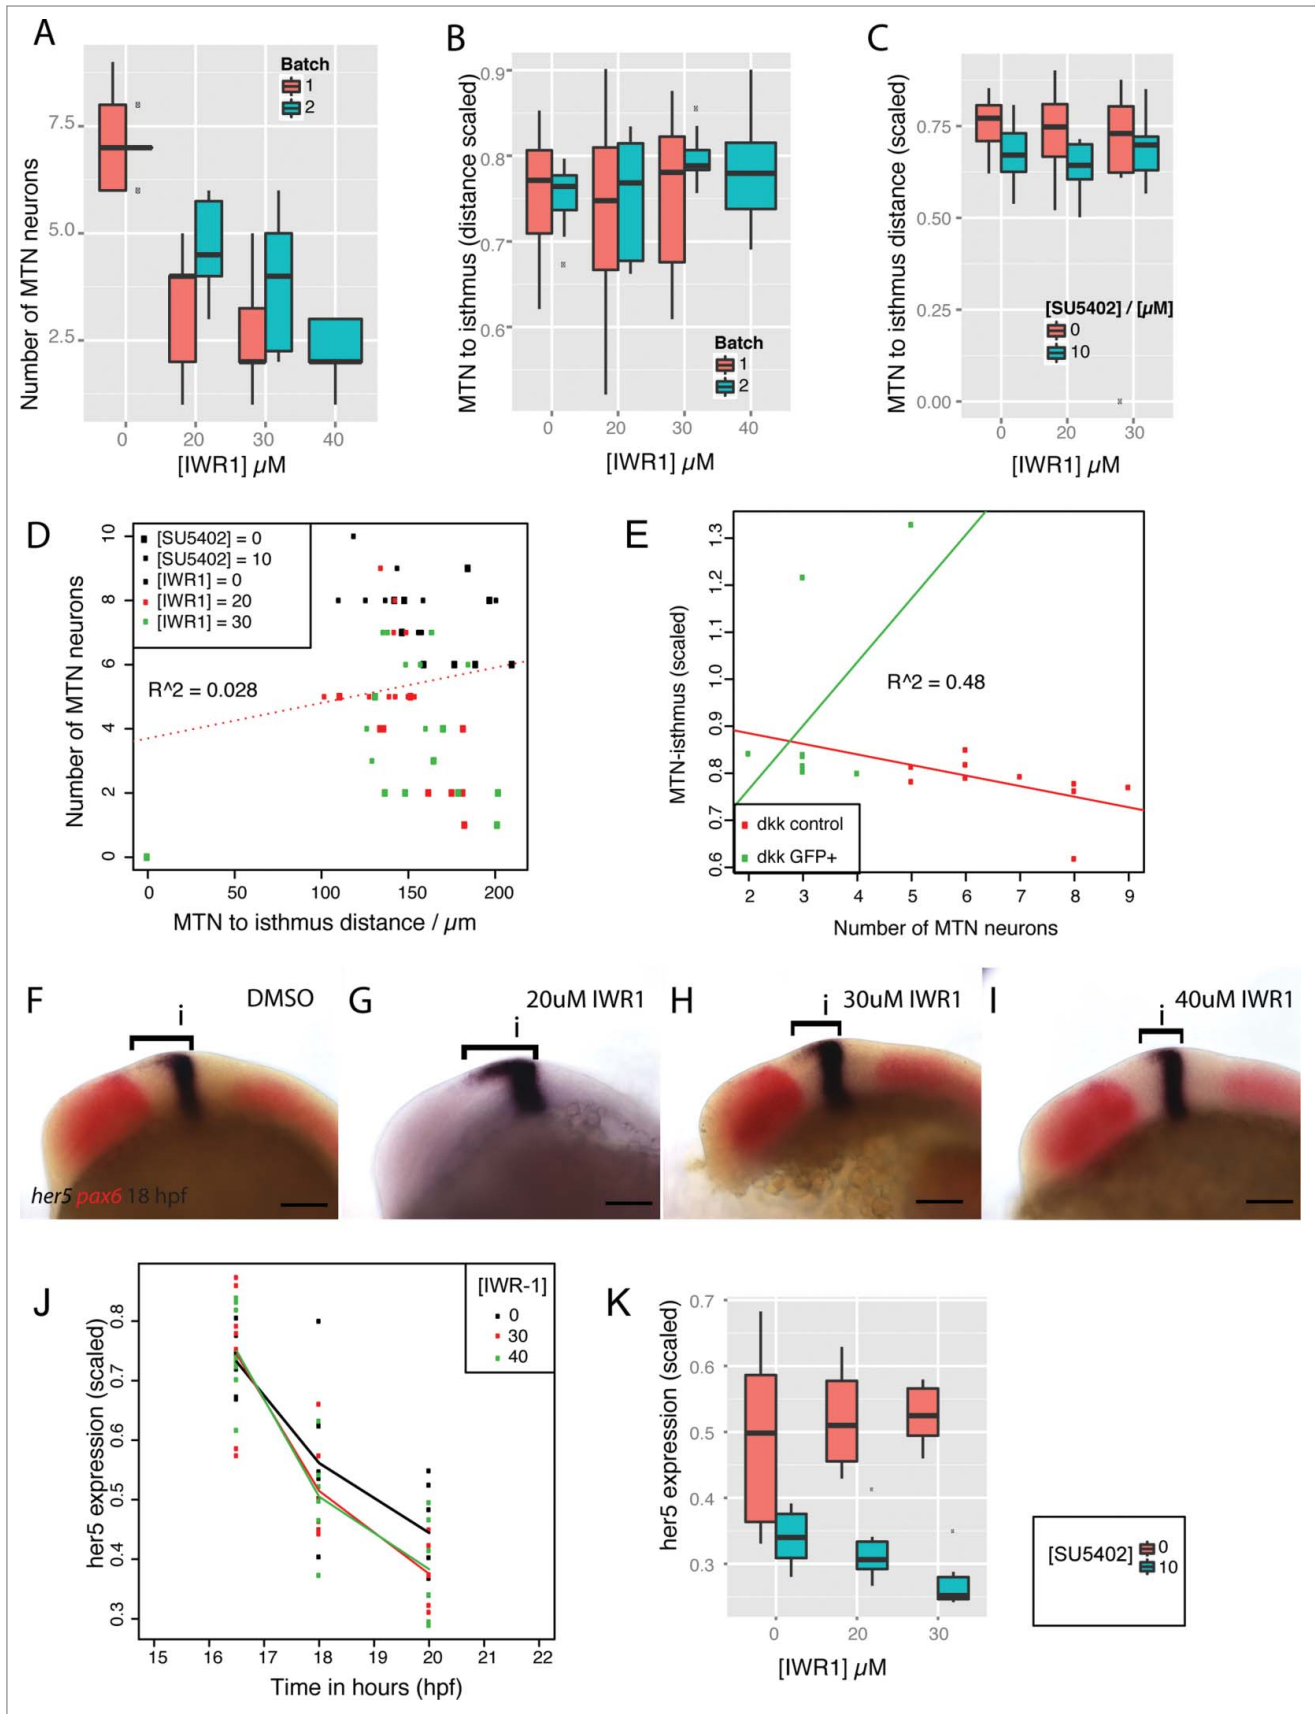 A
Number of MTN neurons
7.5
5.0
2.5
Batch
1
2
0 20 30 40
[IWR1] µM
B
MTN to isthmus (distance scaled)
0.9
0.8
0.7
0.6
Batch
1
2
0 20 30 40
[IWR1] µM
C
MTN to isthmus distance (scaled)
0.75
0.50
0.25
0.00
[SU5402] / [µM]
0
10
0 20 30
[IWR1] µM
D
Number of MTN neurons
10
8
6
4
2
0
[SU5402] = 0
[SU5402] = 10
[IWR1] = 0
[IWR1] = 20
[IWR1] = 30
R^2 = 0.028
0 50 100 150 200
MTN to isthmus distance / µm
E
MTN-isthmus (scaled)
1.3
1.2
1.1
1.0
0.9
0.8
0.7
0.6
R^2 = 0.48
dkk control
dkk GFP+
2 3 4 5 6 7 8 9
Number of MTN neurons
F DMSO
i
her5 pax6 18 hpf
G 20uM IWR1
i
H 30uM IWR1
i
I 40uM IWR1
i
J
her5 expression (scaled)
0.8
0.7
0.6
0.5
0.4
0.3
[IWR-1]
0
30
40
15 16 17 18 19 20 21 22
Time in hours (hpf)
K
her5 expression (scaled)
0.7
0.6
0.5
0.4
0.3
0 20 30
[IWR1] µM
[SU5402] 0
10